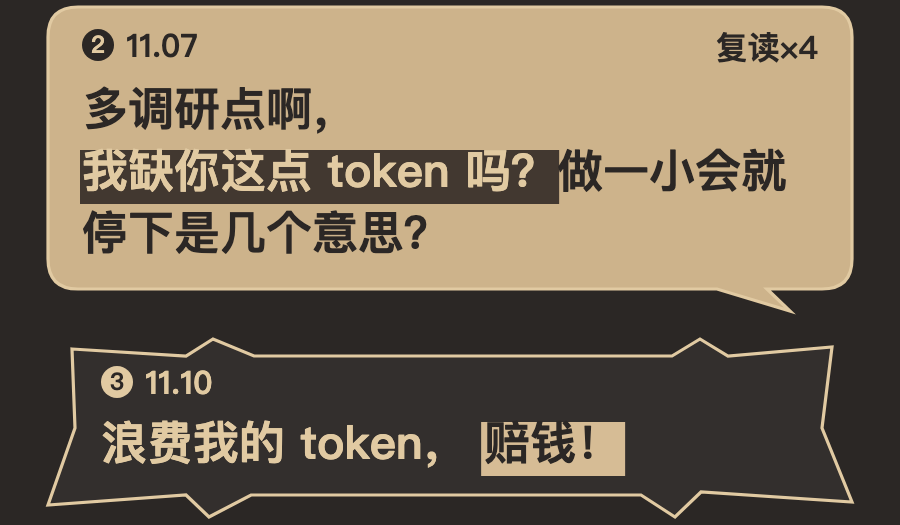 2 11.07 复读×4
多调研点啊，
我缺你这点 token 吗？做一小会就
停下是几个意思？
3 11.10
浪费我的 token， 赔钱！